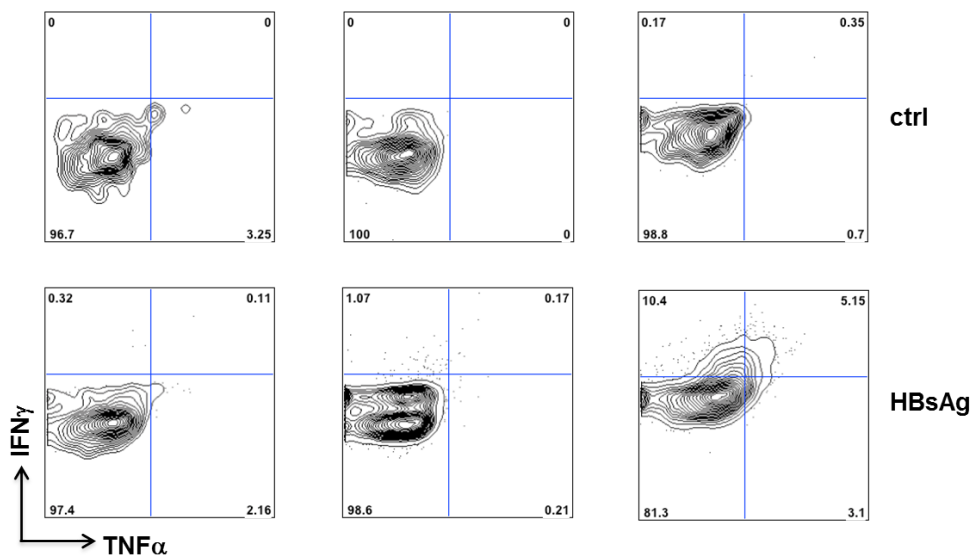 0 0 0 0 0.17 0.35
ctrl
96.7 3.25 100 0 98.8 0.7
0.32 0.11 1.07 0.17 10.4 5.15
HBsAg
IFNγ
97.4 2.16 98.6 0.21 81.3 3.1
TNFα